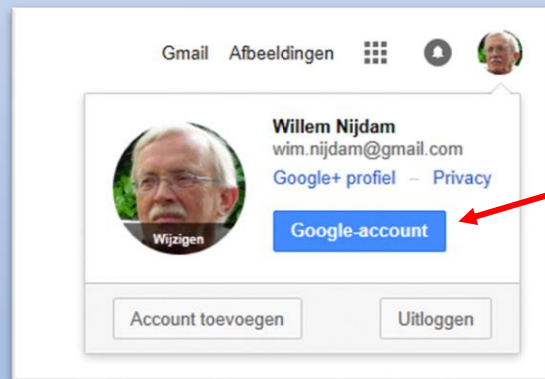 Gmail Afbeeldingen
Willem Nijdam
wim.nijdam@gmail.com
Google+ profiel – Privacy
Wijzigen
Google-account
Account toevoegen Uitloggen